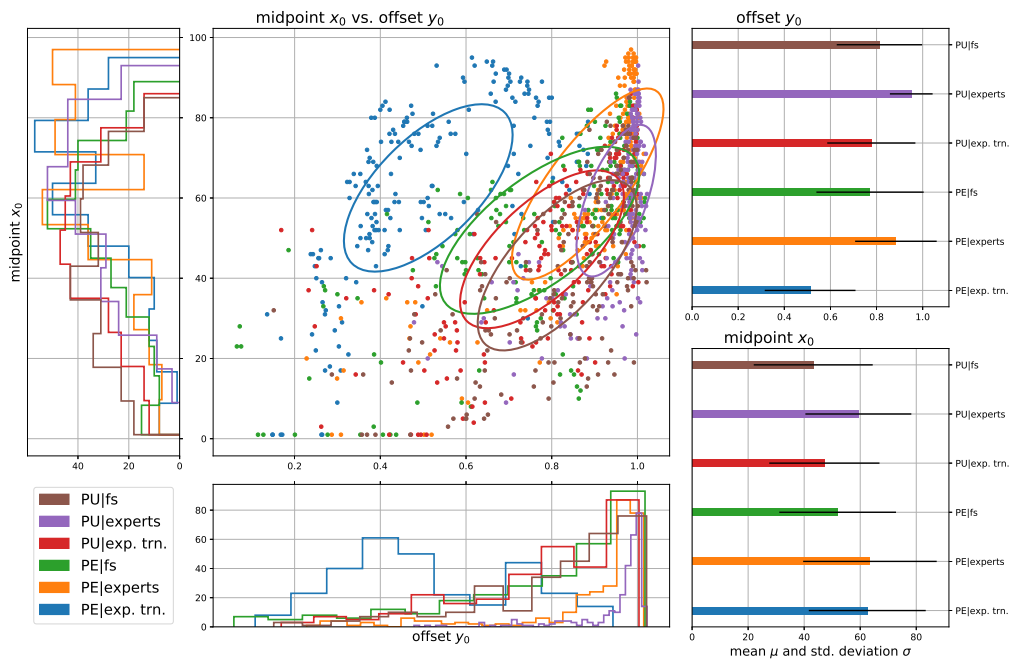 midpoint x₀ vs. offset y₀
offset y₀
100
80
60
40
20
0
midpoint x₀
40
20
0
0.2
0.4
0.6
0.8
1.0
PU|fs
PU|experts
PU|exp. trn.
PE|fs
PE|experts
PE|exp. trn.
0.0
0.2
0.4
0.6
0.8
1.0
midpoint x₀
PU|fs
PU|experts
PU|exp. trn.
PE|fs
PE|experts
PE|exp. trn.
0
20
40
60
80
mean μ and std. deviation σ
PU|fs
PU|experts
PU|exp. trn.
PE|fs
PE|experts
PE|exp. trn.
80
60
40
20
0
offset y₀